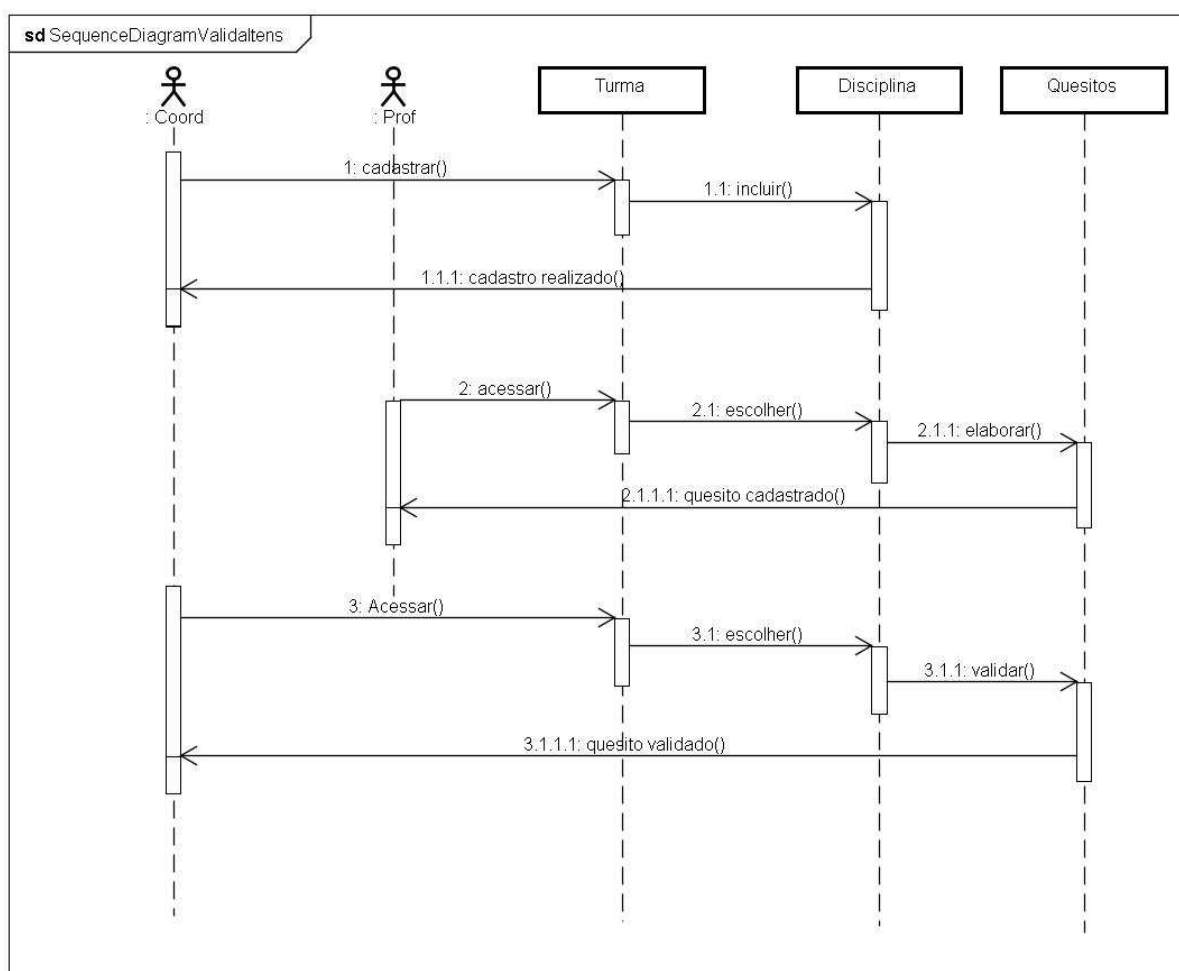 sd SequenceDiagramValidaItens
: Coord
: Prof
Turma
Disciplina
Quesitos
1: cadastrar()
1.1: incluir()
1.1.1: cadastro realizado()
2: acessar()
2.1: escolher()
2.1.1: elaborar()
2.1.1.1: quesito cadastrado()
3: Acessar()
3.1: escolher()
3.1.1: validar()
3.1.1.1: quesito validado()